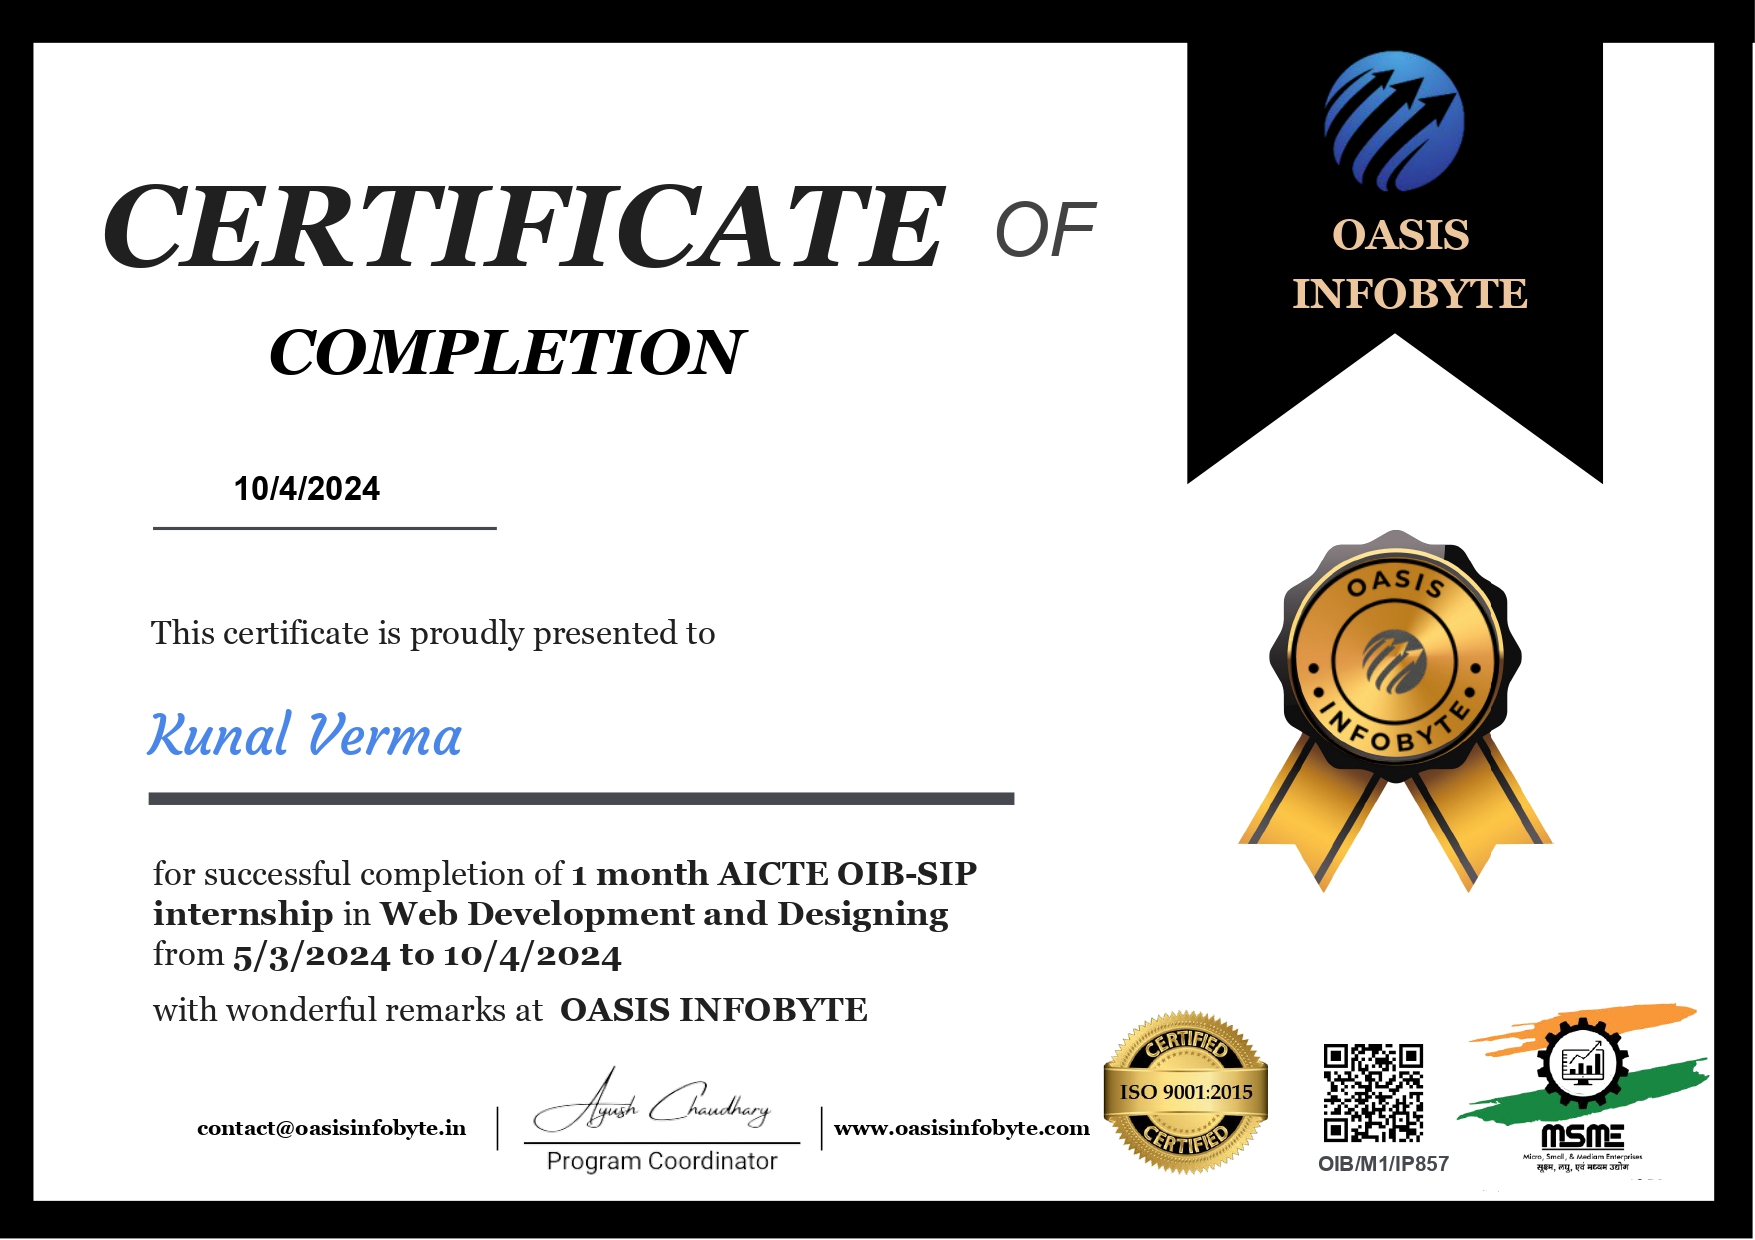 CERTIFICATE OF
COMPLETION
OASIS
INFOBYTE
10/4/2024
This certificate is proudly presented to
Kunal Verma
OASIS
INFOBYTE
for successful completion of 1 month AICTE OIB-SIP
internship in Web Development and Designing
from 5/3/2024 to 10/4/2024
with wonderful remarks at OASIS INFOBYTE
contact@oasisinfobyte.in
Ayush Chaudhary
Program Coordinator
www.oasisinfobyte.com
CERTIFIED
ISO 9001:2015
CERTIFIED
OIB/M1/IP857
MSME
Micro, Small, & Mediam Enterprises
सूक्ष्म, लघु, एवं मध्यम उद्योग